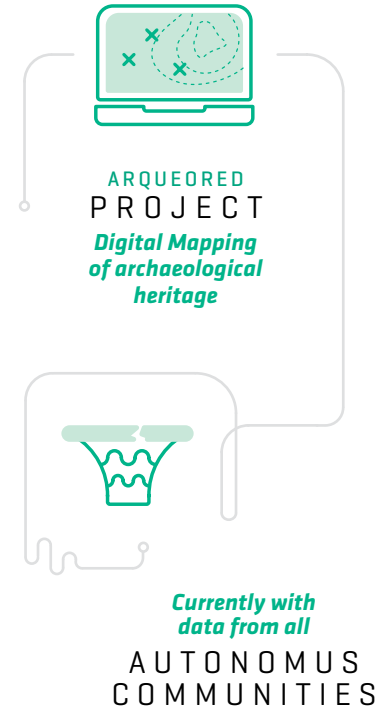 ARQUEORED
PROJECT
Digital Mapping
of archaeological
heritage
Currently with
data from all
AUTONOMUS
COMMUNITIES